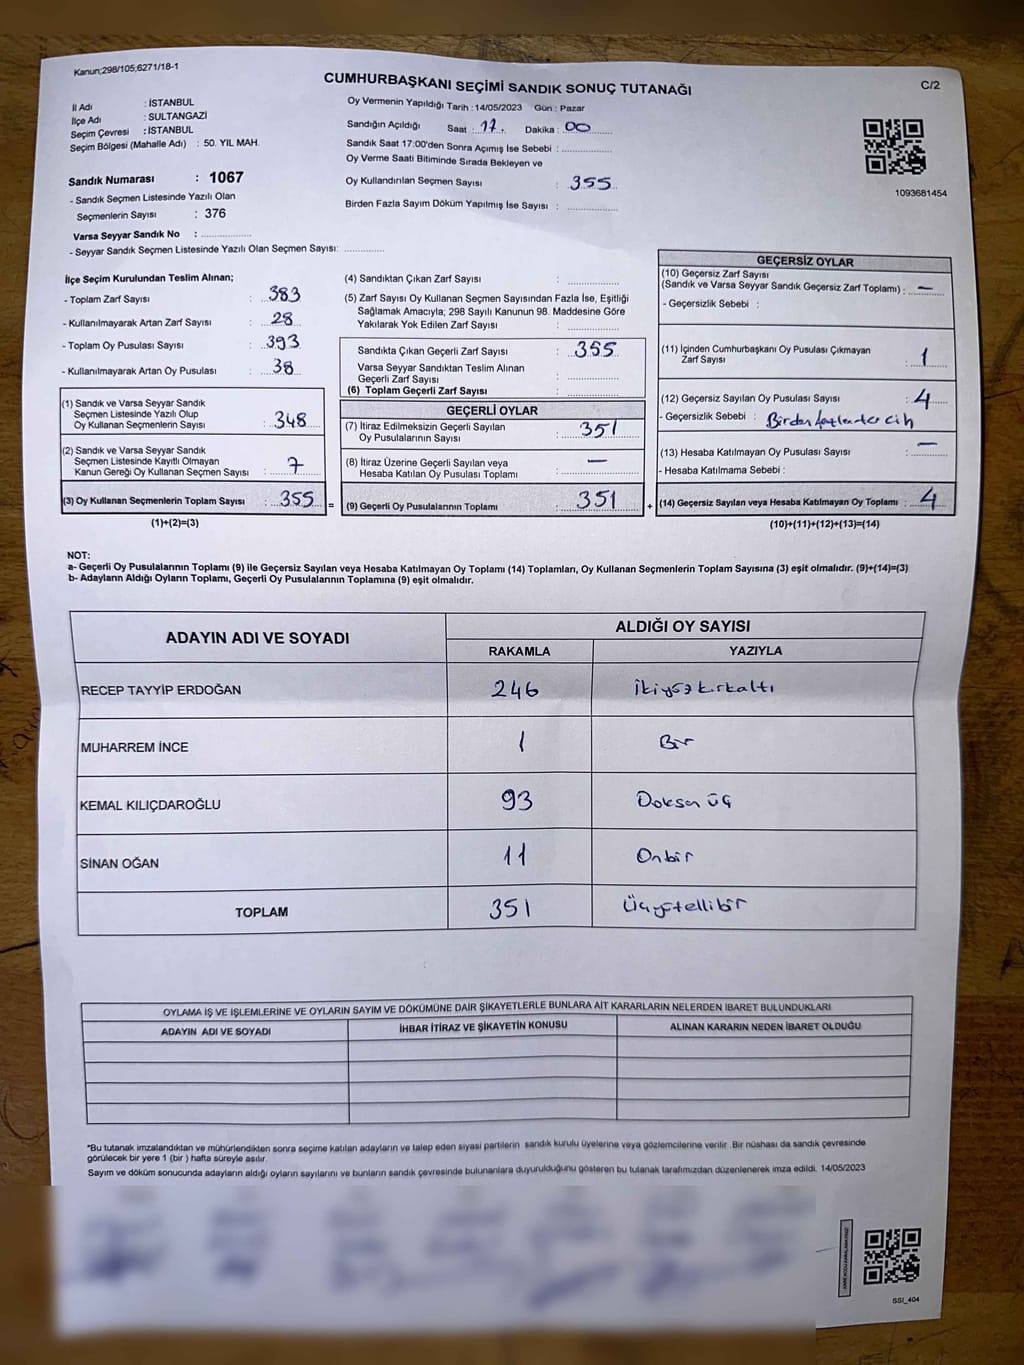 Kanun;298/105;6271/18-1
CUMHURBAŞKANI SEÇİMİ SANDIK SONUÇ TUTANAĞI
C/2
İl Adı : İSTANBUL
İlçe Adı : SULTANGAZİ
Seçim Çevresi : İSTANBUL
Seçim Bölgesi (Mahalle Adı) : 50. YIL MAH.
Sandık Numarası : 1067
- Sandık Seçmen Listesinde Yazılı Olan
Seçmenlerin Sayısı : 376
Varsa Seyyar Sandık No :
- Seyyar Sandık Seçmen Listesinde Yazılı Olan Seçmen Sayısı:
Oy Vermenin Yapıldığı Tarih : 14/05/2023 Gün : Pazar
Sandığın Açıldığı Saat : 17. Dakika : 00
Sandık Saat 17:00'den Sonra Açımış İse Sebebi :
Oy Verme Saati Bitiminde Sırada Bekleyen ve
Oy Kullandırılan Seçmen Sayısı : 355
Birden Fazla Sayım Döküm Yapılmış İse Sayısı :
1093681454
İlçe Seçim Kurulundan Teslim Alınan;
- Toplam Zarf Sayısı : 383
- Kullanılmayarak Artan Zarf Sayısı : 28
- Toplam Oy Pusulası Sayısı : 393
- Kullanılmayarak Artan Oy Pusulası : 38
(1) Sandık ve Varsa Seyyar Sandık
Seçmen Listesinde Yazılı Olup
Oy Kullanan Seçmenlerin Sayısı : 348
(2) Sandık ve Varsa Seyyar Sandık
Seçmen Listesinde Kayıtlı Olmayan
Kanun Gereği Oy Kullanan Seçmen Sayısı : 7
(3) Oy Kullanan Seçmenlerin Toplam Sayısı : 355 =
(1)+(2)=(3)
(4) Sandıktan Çıkan Zarf Sayısı :
(5) Zarf Sayısı Oy Kullanan Seçmen Sayısından Fazla İse, Eşitliği
Sağlamak Amacıyla; 298 Sayılı Kanunun 98. Maddesine Göre
Yakılarak Yok Edilen Zarf Sayısı :
Sandıkta Çıkan Geçerli Zarf Sayısı : 355
Varsa Seyyar Sandıktan Teslim Alınan
Geçerli Zarf Sayısı :
(6) Toplam Geçerli Zarf Sayısı :
GEÇERLİ OYLAR
(7) İtiraz Edilmeksizin Geçerli Sayılan
Oy Pusulalarının Sayısı : 351
(8) İtiraz Üzerine Geçerli Sayılan veya
Hesaba Katılan Oy Pusulası Toplamı : —
(9) Geçerli Oy Pusulalarının Toplamı : 351 +
GEÇERSİZ OYLAR
(10) Geçersiz Zarf Sayısı
(Sandık ve Varsa Seyyar Sandık Geçersiz Zarf Toplamı) : —
- Geçersizlik Sebebi :
(11) İçinden Cumhurbaşkanı Oy Pusulası Çıkmayan
Zarf Sayısı : 1
(12) Geçersiz Sayılan Oy Pusulası Sayısı : 4
- Geçersizlik Sebebi : Birden fazla tercih
(13) Hesaba Katılmayan Oy Pusulası Sayısı : —
- Hesaba Katılmama Sebebi :
(14) Geçersiz Sayılan veya Hesaba Katılmayan Oy Toplamı : 4
(10)+(11)+(12)+(13)=(14)
NOT:
a- Geçerli Oy Pusulalarının Toplamı (9) ile Geçersiz Sayılan veya Hesaba Katılmayan Oy Toplamı (14) Toplamları, Oy Kullanan Seçmenlerin Toplam Sayısına (3) eşit olmalıdır. (9)+(14)=(3)
b- Adayların Aldığı Oyların Toplamı, Geçerli Oy Pusulalarının Toplamına (9) eşit olmalıdır.
ADAYIN ADI VE SOYADI
ALDIĞI OY SAYISI
RAKAMLA YAZIYLA
RECEP TAYYİP ERDOĞAN 246 İkiyüzkırkaltı
MUHARREM İNCE 1 Bir
KEMAL KILIÇDAROĞLU 93 Doksan üç
SİNAN OĞAN 11 Onbir
TOPLAM 351 Üçyüzellibir
OYLAMA İŞ VE İŞLEMLERİNE VE OYLARIN SAYIM VE DÖKÜMÜNE DAİR ŞİKAYETLERLE BUNLARA AİT KARARLARIN NELERDEN İBARET BULUNDUKLARI
ADAYIN ADI VE SOYADI İHBAR İTİRAZ VE ŞİKAYETİN KONUSU ALINAN KARARIN NEDEN İBARET OLDUĞU
*Bu tutanak imzalandıktan ve mühürlendikten sonra seçime katılan adayların ve talep eden siyasi partilerin sandık kurulu üyelerine veya gözlemcilerine verilir .Bir nüshası da sandık çevresinde
görülecek bir yere 1 (bir ) hafta süreyle asılır.
Sayım ve döküm sonucunda adayların aldığı oyların sayılarını ve bunların sandık çevresinde bulunanlara duyurulduğunu gösteren bu tutanak tarafımızdan düzenlenerek imza edildi. 14/05/2023
SSI_404